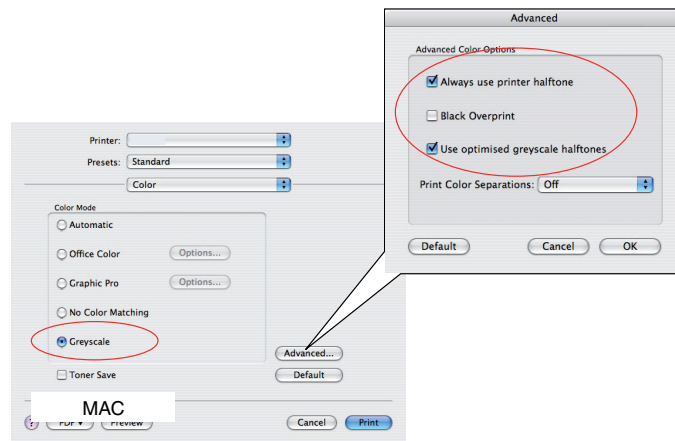 Advanced
Advanced Color Options
Always use printer halftone
Black Overprint
Use optimised greyscale halftones
Print Color Separations: Off
Default Cancel OK
Printer:
Presets: Standard
Color
Color Mode
Automatic
Office Color Options...
Graphic Pro Options...
No Color Matching
Greyscale
Advanced...
Toner Save Default
MAC
? PDF ▾ Preview Cancel Print